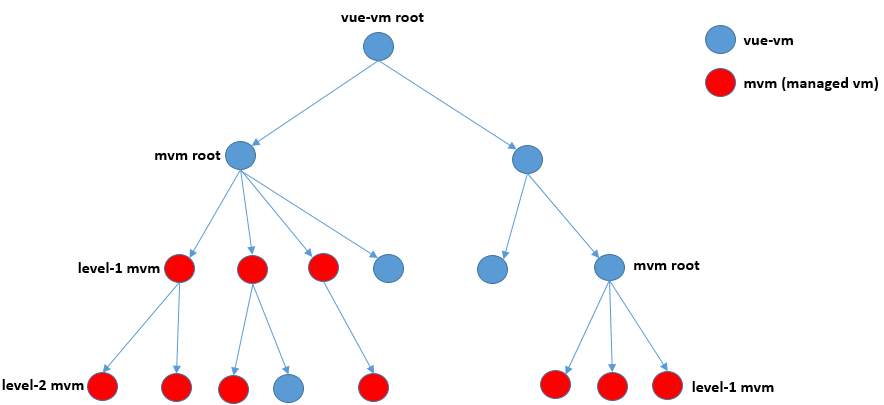 vue-vm root
vue-vm
mvm (managed vm)
mvm root
level-1 mvm
mvm root
level-2 mvm
level-1 mvm